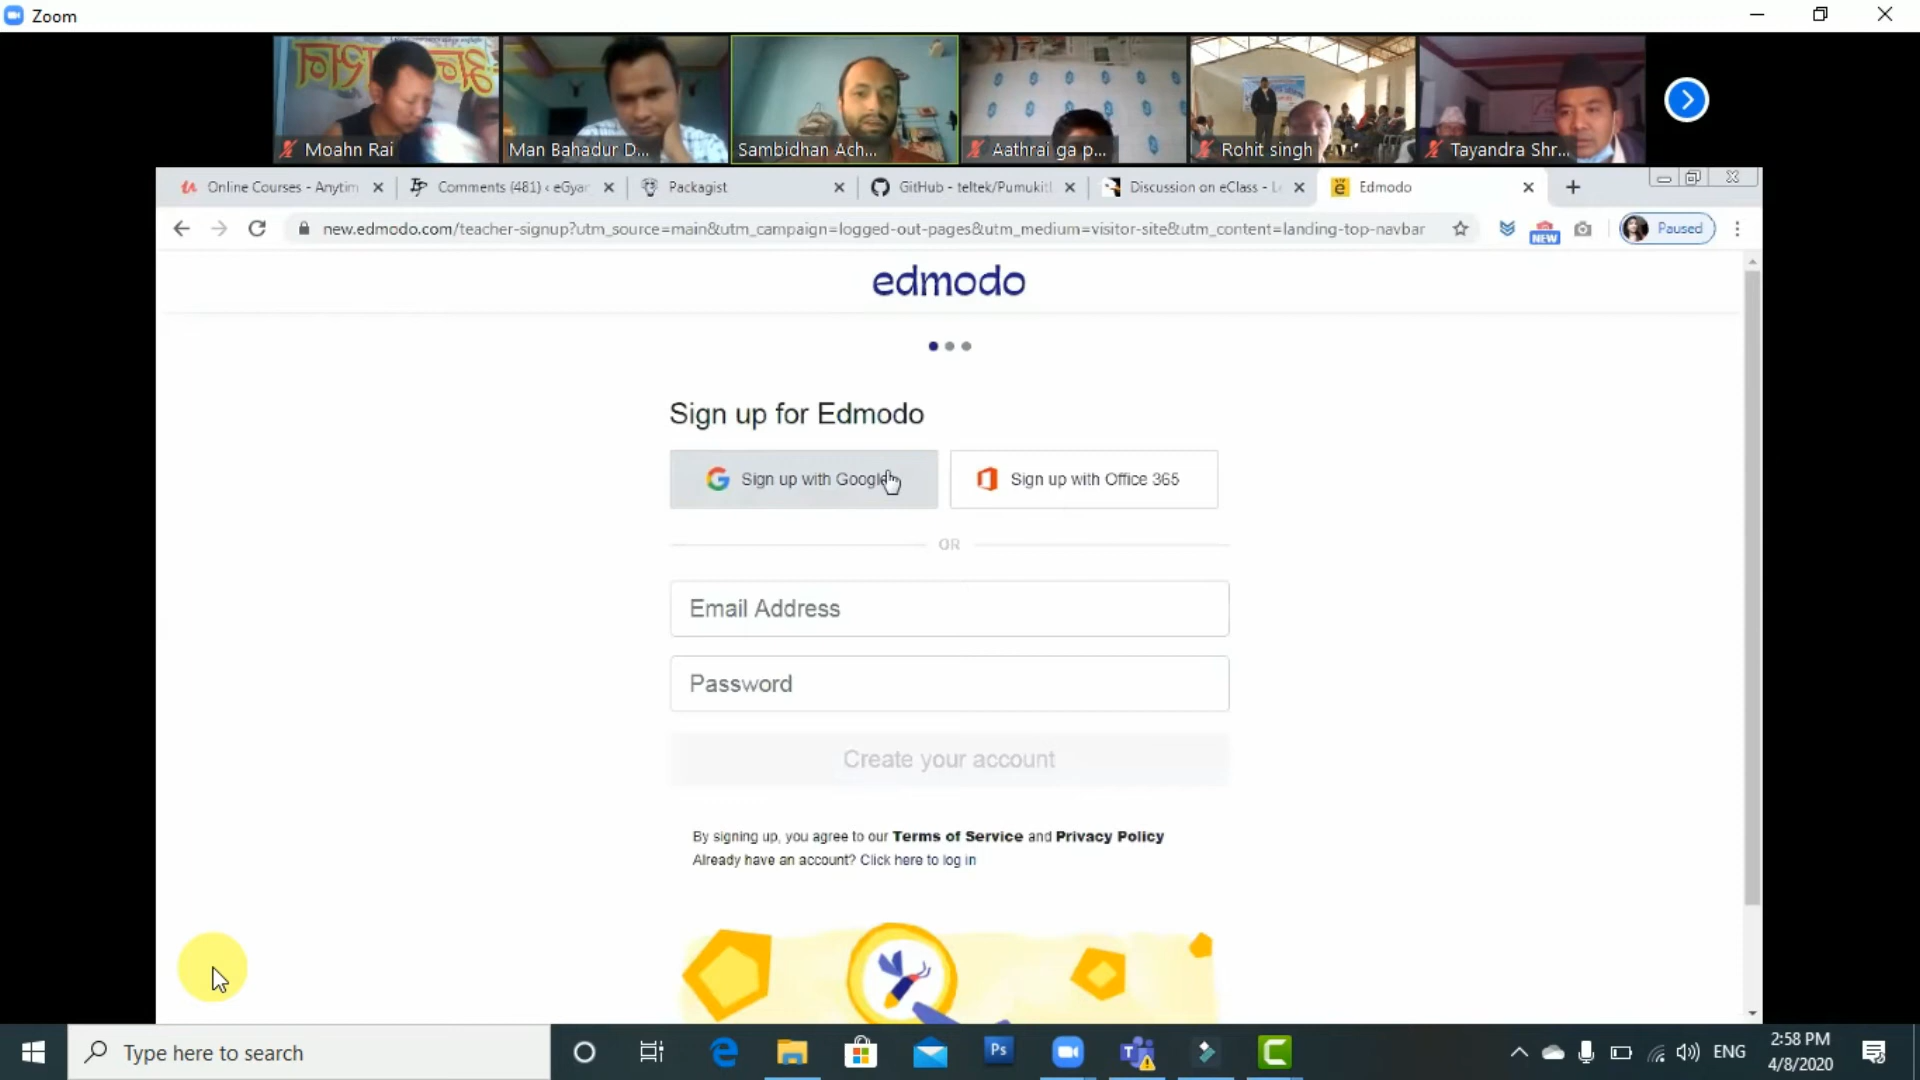 Zoom
Moahn Rai
Man Bahadur D...
Sambidhan Ach...
Aathrai ga p...
Rohit singh
Tayandra Shr...
Online Courses - Anytim
Comments (481) ‹ eGyar
Packagist
GitHub - teltek/Pumukit
Discussion on eClass - L
Edmodo
new.edmodo.com/teacher-signup?utm_source=main&utm_campaign=logged-out-pages&utm_medium=visitor-site&utm_content=landing-top-navbar
NEW
Paused
edmodo
Sign up for Edmodo
Sign up with Google
Sign up with Office 365
OR
Email Address
Password
Create your account
By signing up, you agree to our Terms of Service and Privacy Policy
Already have an account? Click here to log in
Type here to search
Ps
ENG
2:58 PM
4/8/2020